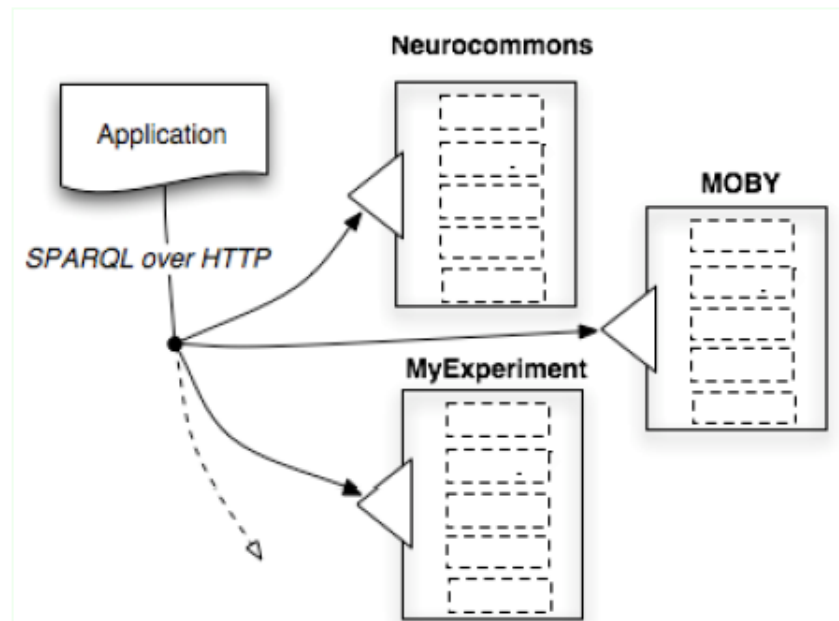 Neurocommons
Application
MOBY
SPARQL over HTTP
MyExperiment